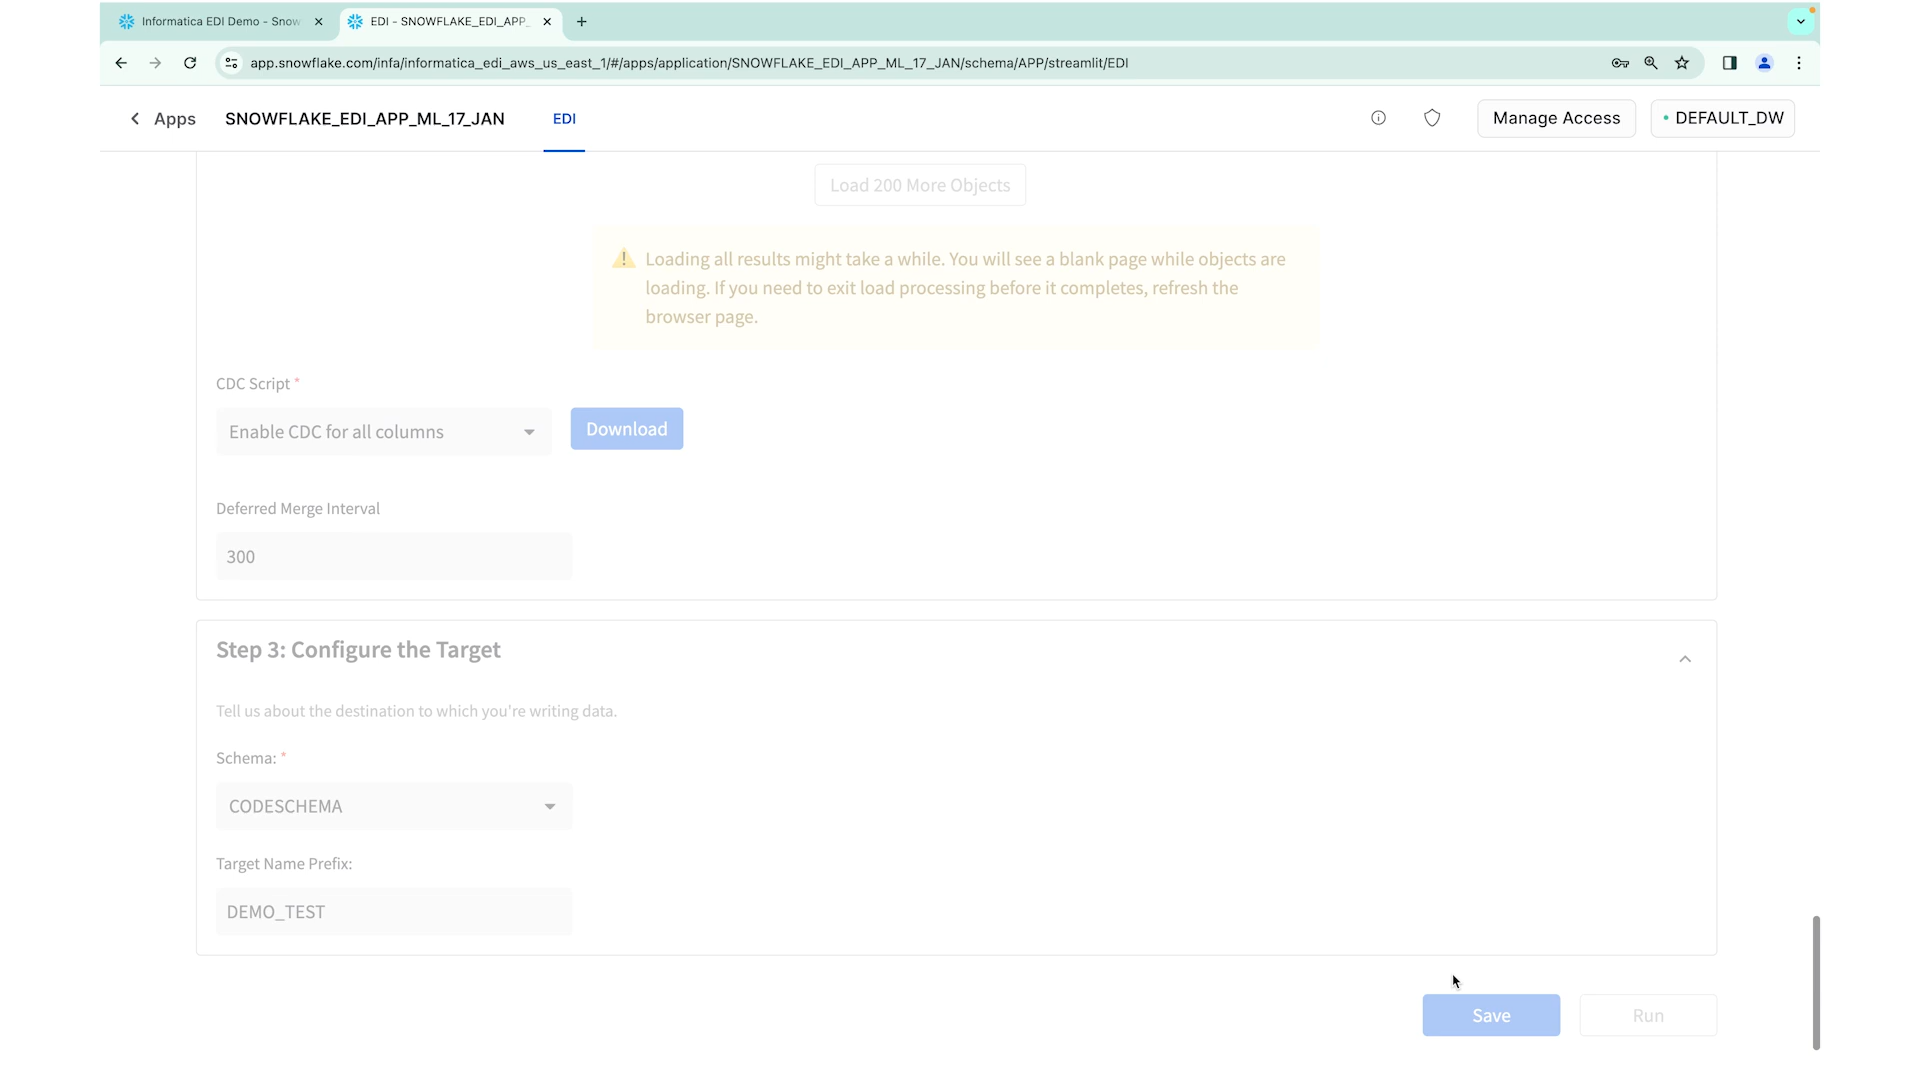 Informatica EDI Demo - Snow
EDI - SNOWFLAKE_EDI_APP_
app.snowflake.com/infa/informatica_edi_aws_us_east_1/#/apps/application/SNOWFLAKE_EDI_APP_ML_17_JAN/schema/APP/streamlit/EDI
Apps
SNOWFLAKE_EDI_APP_ML_17_JAN
EDI
Manage Access
DEFAULT_DW
Load 200 More Objects
Loading all results might take a while. You will see a blank page while objects are
loading. If you need to exit load processing before it completes, refresh the
browser page.
CDC Script *
Enable CDC for all columns
Download
Deferred Merge Interval
300
Step 3: Configure the Target
Tell us about the destination to which you're writing data.
Schema: *
CODESCHEMA
Target Name Prefix:
DEMO_TEST
Save
Run